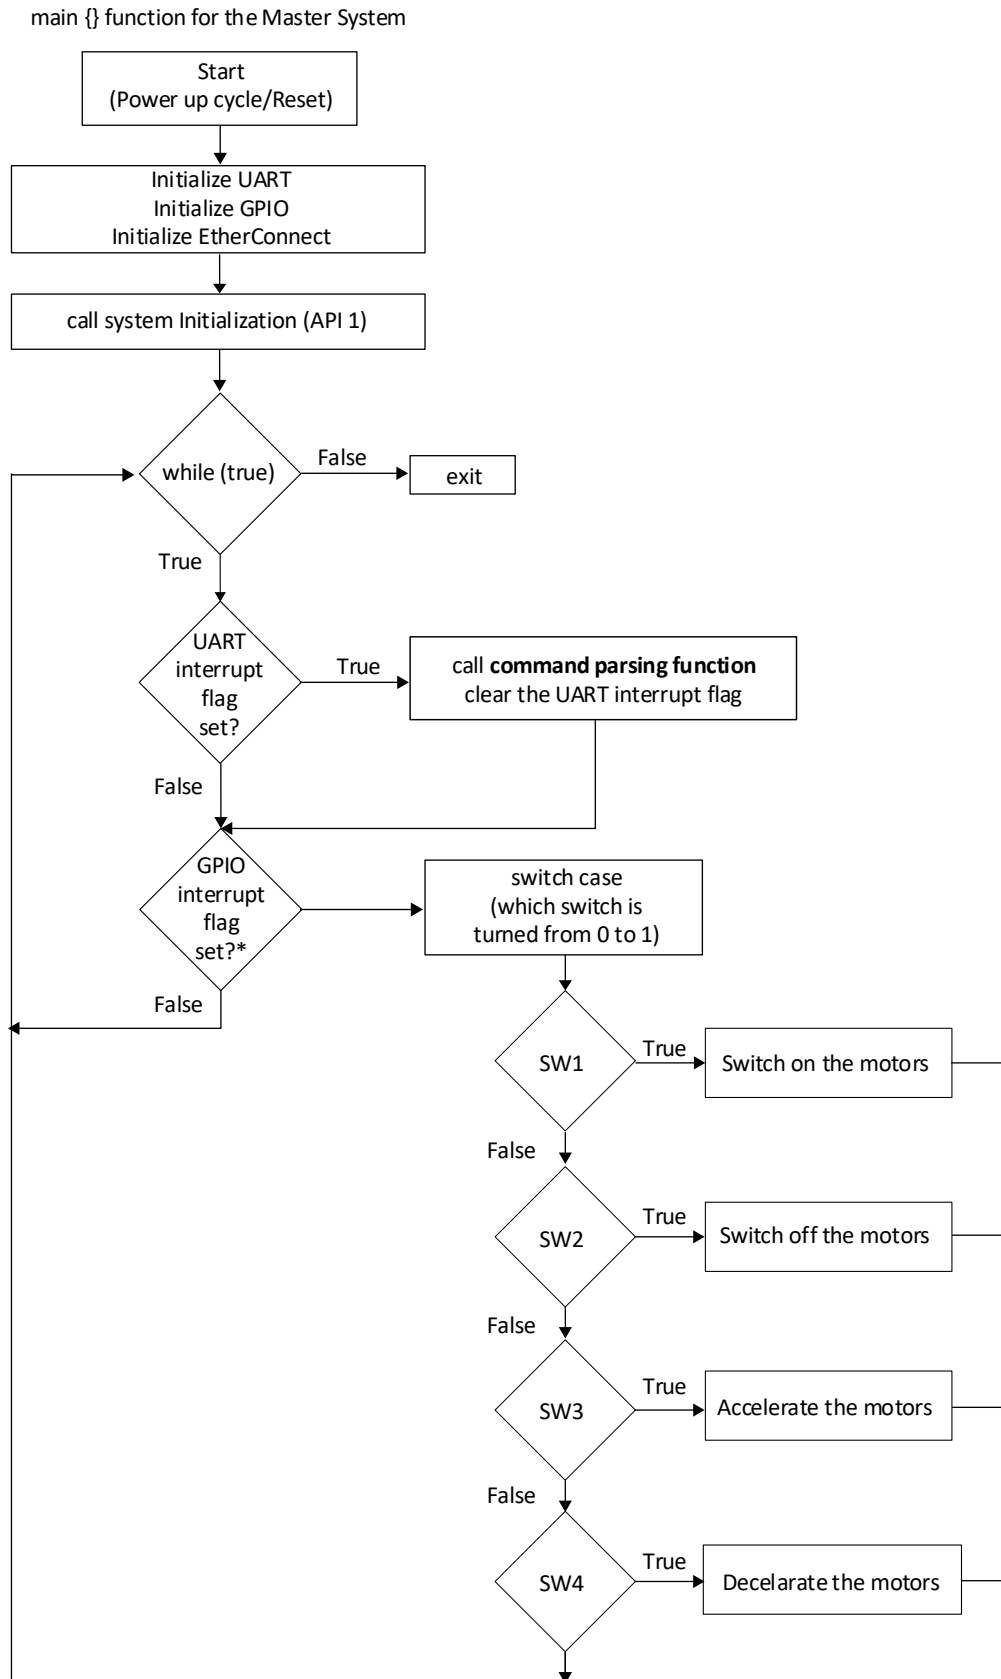 main {} function for the Master System
Start
(Power up cycle/Reset)
Initialize UART
Initialize GPIO
Initialize EtherConnect
call system Initialization (API 1)
while (true)
False
exit
True
UART
interrupt
flag
set?
True
call command parsing function
clear the UART interrupt flag
False
GPIO
interrupt
flag
set?*
switch case
(which switch is
turned from 0 to 1)
False
SW1
True
Switch on the motors
False
SW2
True
Switch off the motors
False
SW3
True
Accelerate the motors
False
SW4
True
Decelarate the motors